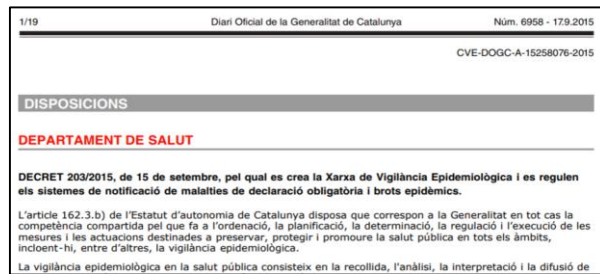 1/19 Diari Oficial de la Generalitat de Catalunya Núm. 6958 - 17.9.2015
CVE-DOGC-A-15258076-2015
DISPOSICIONS
DEPARTAMENT DE SALUT
DECRET 203/2015, de 15 de setembre, pel qual es crea la Xarxa de Vigilància Epidemiològica i es regulen
els sistemes de notificació de malalties de declaració obligatòria i brots epidèmics.
L'article 162.3.b) de l'Estatut d'autonomia de Catalunya disposa que correspon a la Generalitat en tot cas la
competència compartida pel que fa a l'ordenació, la planificació, la determinació, la regulació i l'execució de les
mesures i les actuacions destinades a preservar, protegir i promoure la salut pública en tots els àmbits,
incloent-hi, entre d'altres, la vigilància epidemiològica.
La vigilància epidemiològica en la salut pública consisteix en la recollida, l'anàlisi, la interpretació i la difusió de